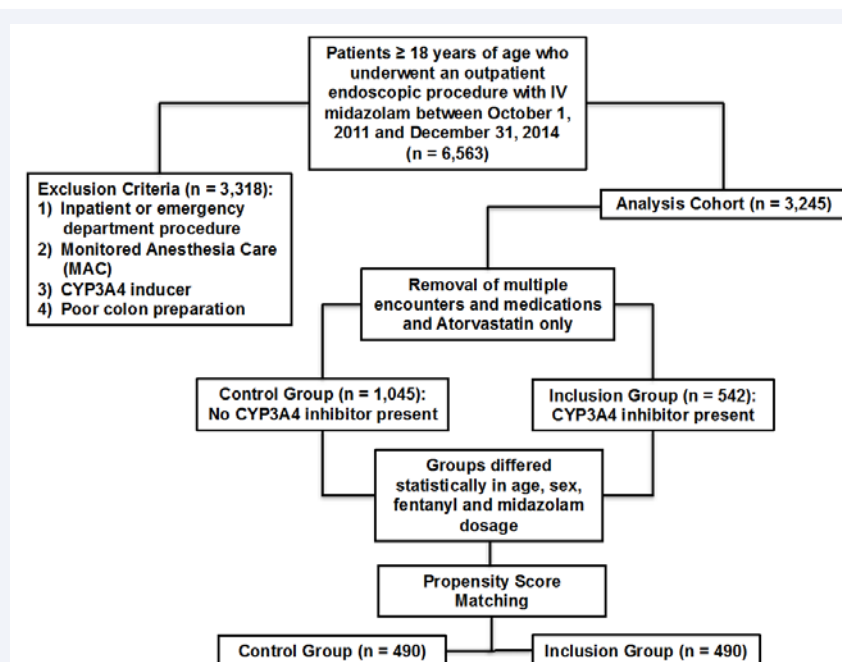 Patients ≥ 18 years of age who
underwent an outpatient
endoscopic procedure with IV
midazolam between October 1,
2011 and December 31, 2014
(n = 6,563)
Exclusion Criteria (n = 3,318):
1) Inpatient or emergency
department procedure
2) Monitored Anesthesia Care
(MAC)
3) CYP3A4 inducer
4) Poor colon preparation
Analysis Cohort (n = 3,245)
Removal of multiple
encounters and medications
and Atorvastatin only
Control Group (n = 1,045):
No CYP3A4 inhibitor present
Inclusion Group (n = 542):
CYP3A4 inhibitor present
Groups differed
statistically in age, sex,
fentanyl and midazolam
dosage
Propensity Score
Matching
Control Group (n = 490)
Inclusion Group (n = 490)